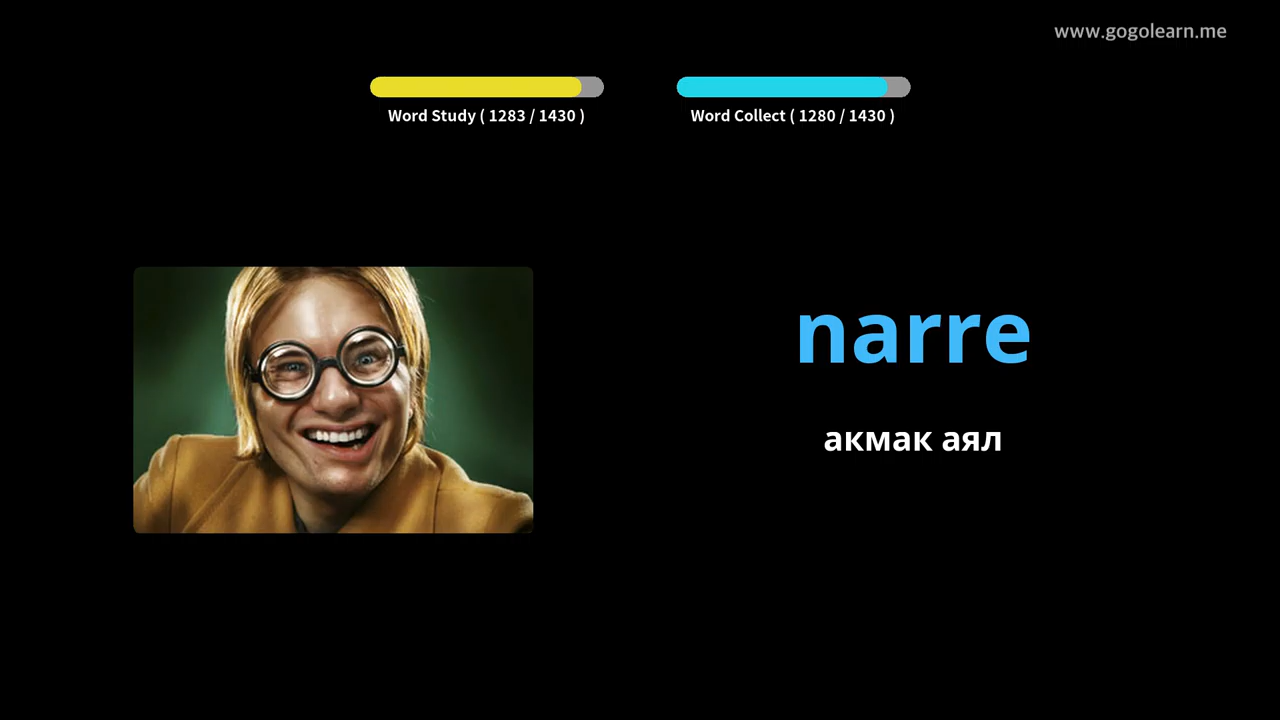 www.gogolearn.me
Word Study ( 1283 / 1430 )
Word Collect ( 1280 / 1430 )
narre
акмак аял